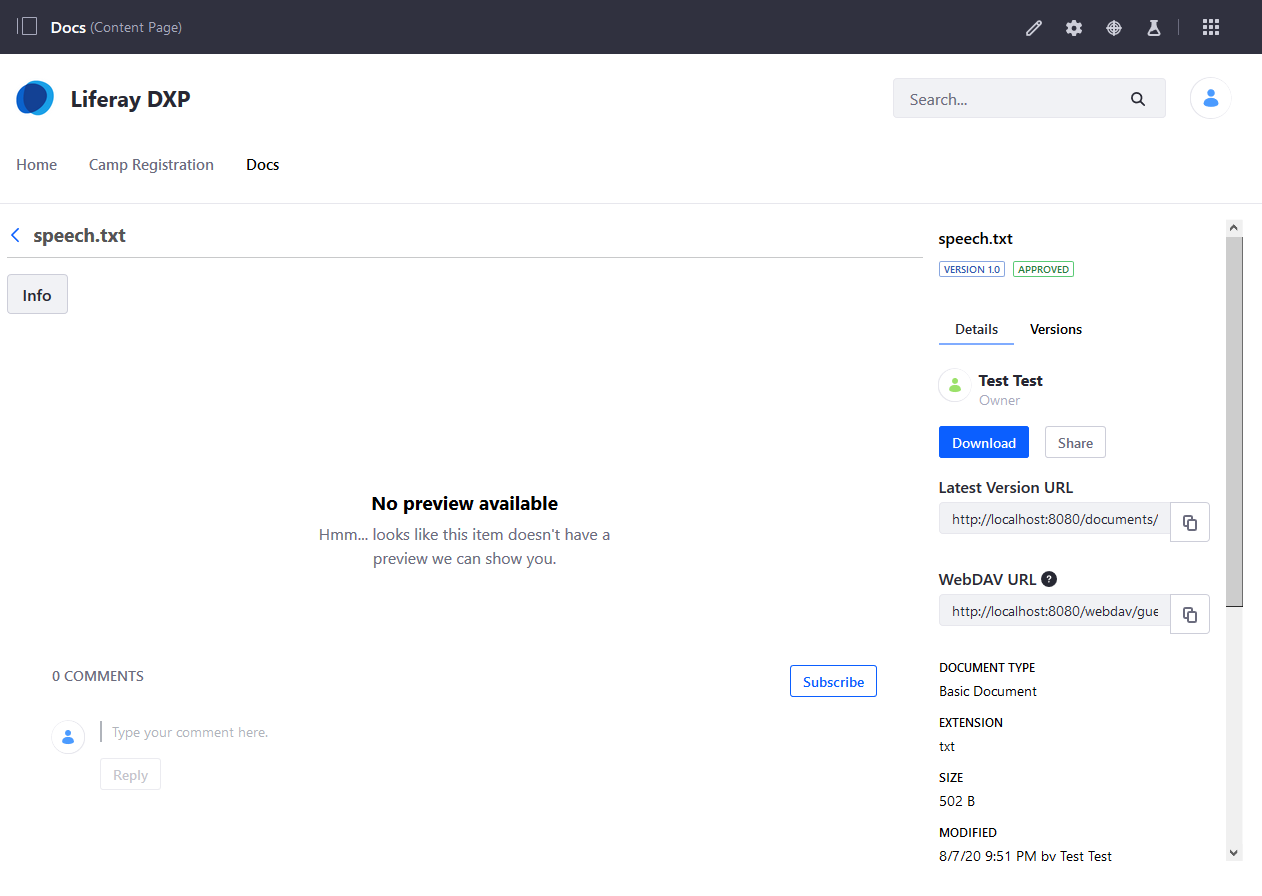 Docs (Content Page)
Liferay DXP
Search...
Home Camp Registration Docs
speech.txt
Info
No preview available
Hmm... looks like this item doesn't have a
preview we can show you.
0 COMMENTS
Subscribe
Type your comment here.
Reply
speech.txt
VERSION 1.0 APPROVED
Details Versions
Test Test
Owner
Download Share
Latest Version URL
http://localhost:8080/documents/
WebDAV URL ?
http://localhost:8080/webdav/gue
DOCUMENT TYPE
Basic Document
EXTENSION
txt
SIZE
502 B
MODIFIED
8/7/20 9:51 PM by Test Test